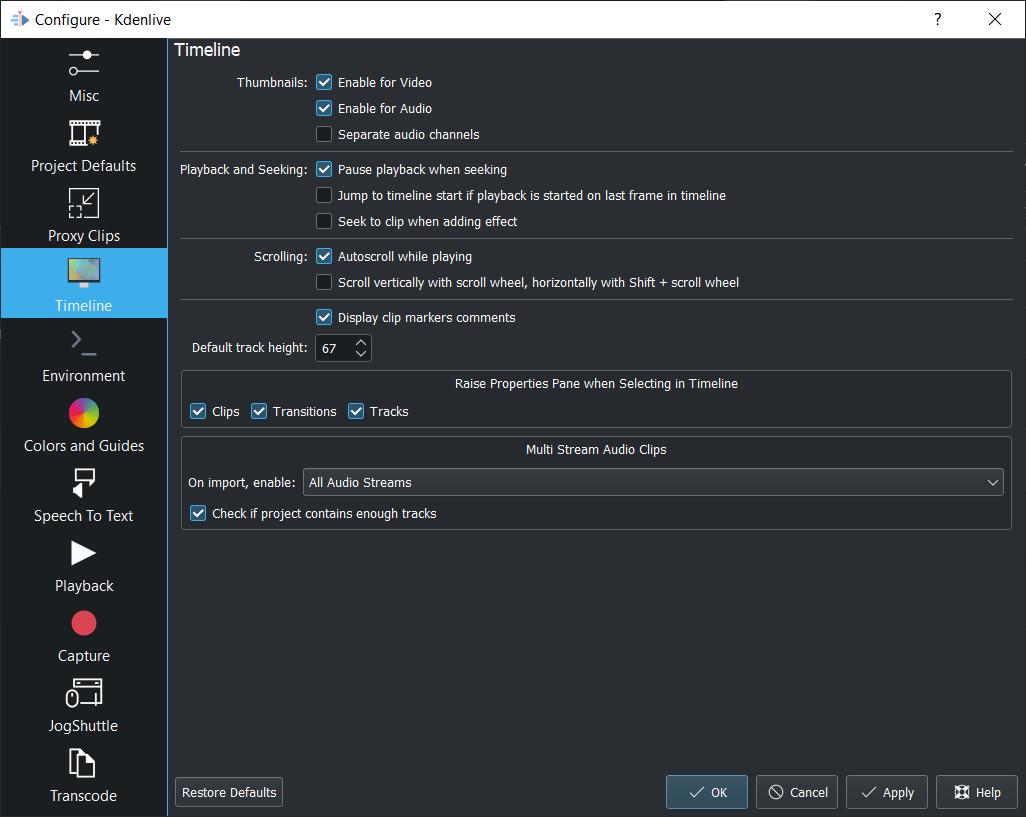 Configure - Kdenlive
?
Misc
Project Defaults
Proxy Clips
Timeline
Environment
Colors and Guides
Speech To Text
Playback
Capture
JogShuttle
Transcode
Timeline
Thumbnails: Enable for Video
Enable for Audio
Separate audio channels
Playback and Seeking: Pause playback when seeking
Jump to timeline start if playback is started on last frame in timeline
Seek to clip when adding effect
Scrolling: Autoscroll while playing
Scroll vertically with scroll wheel, horizontally with Shift + scroll wheel
Display clip markers comments
Default track height: 67
Raise Properties Pane when Selecting in Timeline
Clips Transitions Tracks
Multi Stream Audio Clips
On import, enable: All Audio Streams
Check if project contains enough tracks
Restore Defaults OK Cancel Apply Help